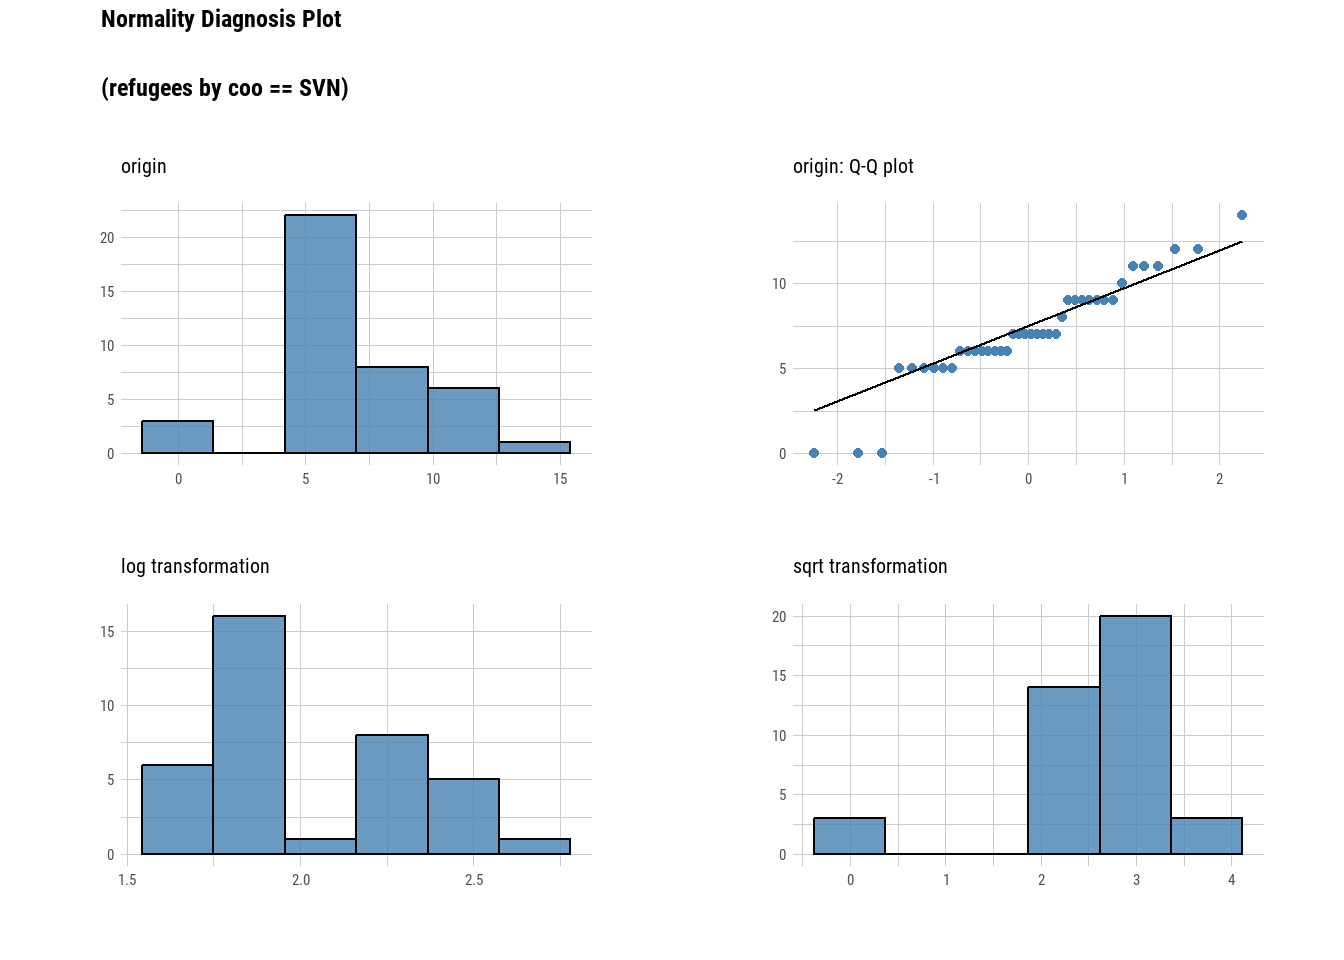 Normality Diagnosis Plot
(refugees by coo == SVN)
origin
20
15
10
5
0
0 5 10 15
origin: Q-Q plot
10
5
0
-2 -1 0 1 2
log transformation
15
10
5
0
1.5 2.0 2.5
sqrt transformation
20
15
10
5
0
0 1 2 3 4